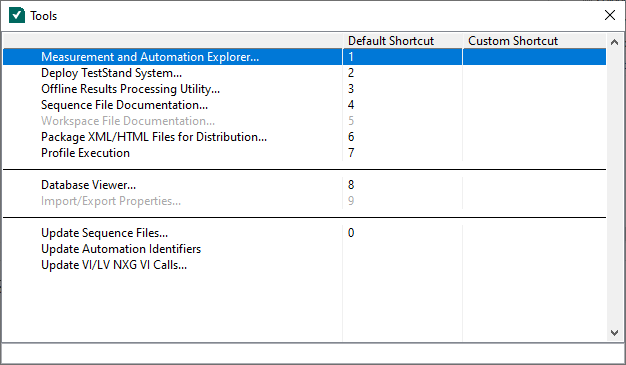 Tools
Default Shortcut Custom Shortcut
Measurement and Automation Explorer... 1
Deploy TestStand System... 2
Offline Results Processing Utility... 3
Sequence File Documentation... 4
Workspace File Documentation... 5
Package XML/HTML Files for Distribution... 6
Profile Execution 7
Database Viewer... 8
Import/Export Properties... 9
Update Sequence Files... 0
Update Automation Identifiers
Update VI/LV NXG VI Calls...